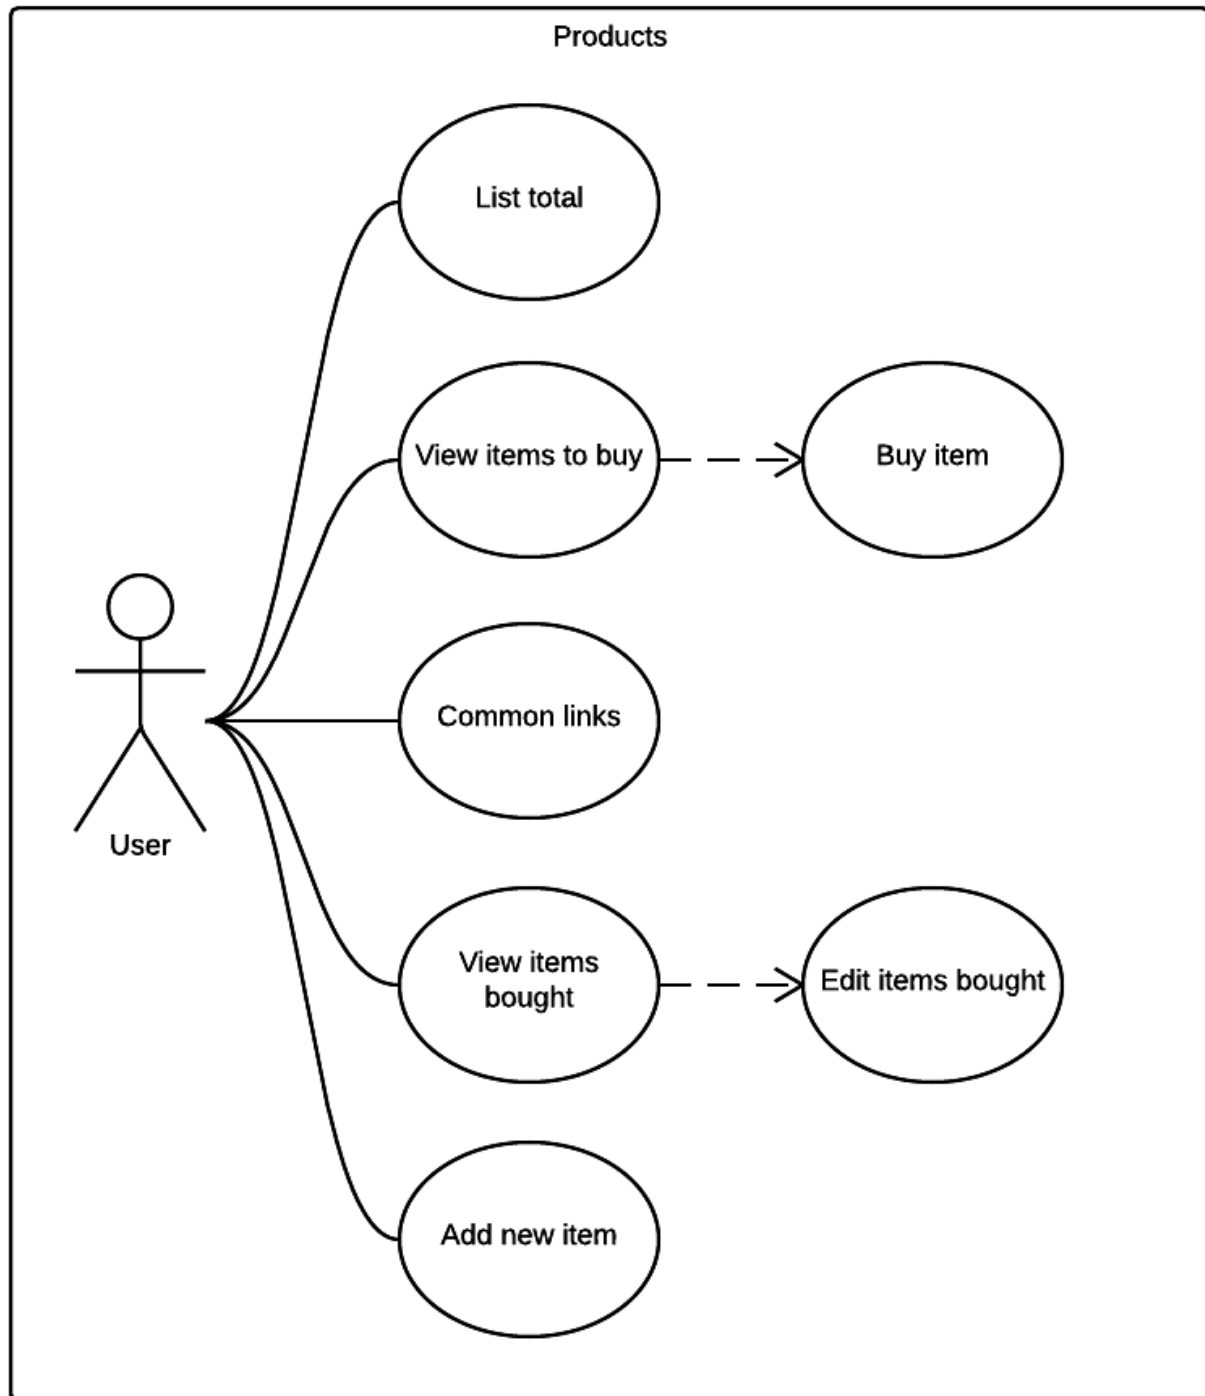 Products
List total
View items to buy
Buy item
Common links
User
View items
bought
Edit items bought
Add new item